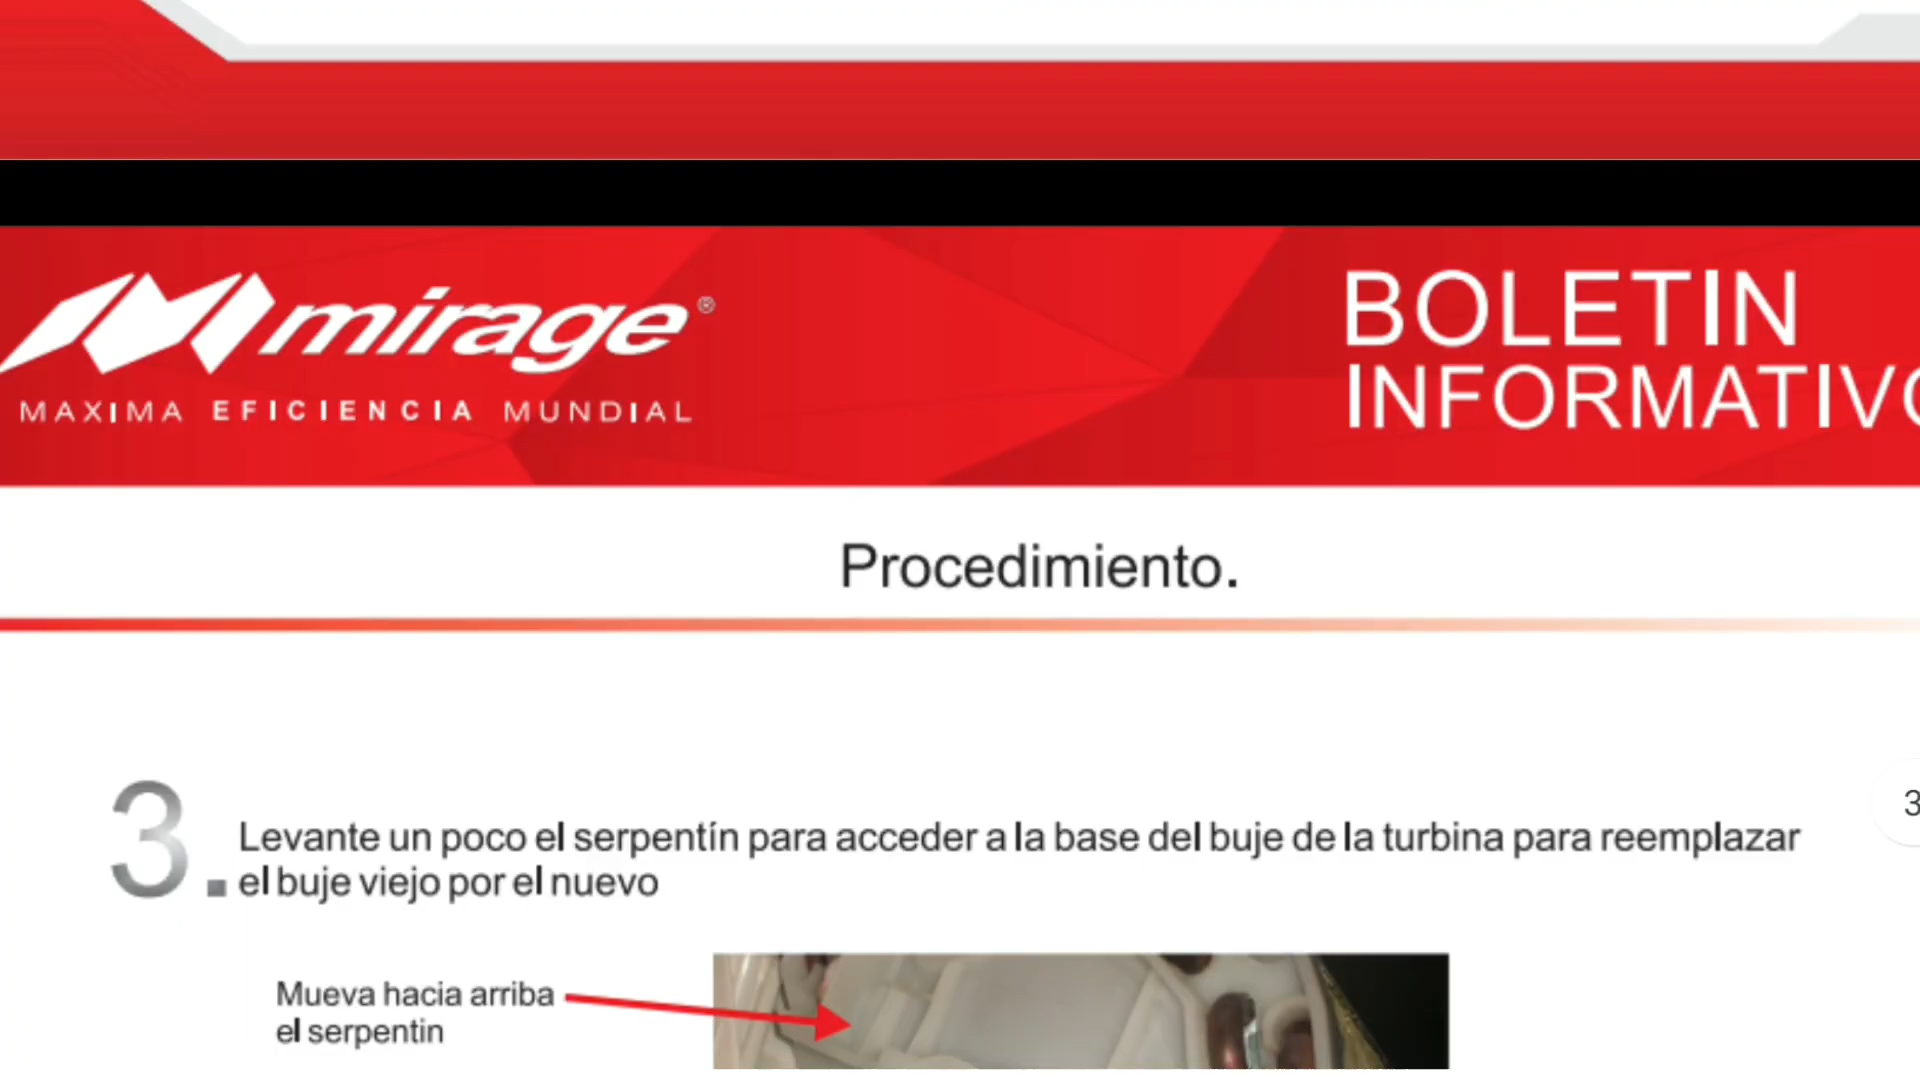 mirage®
MAXIMA EFICIENCIA MUNDIAL
BOLETIN
INFORMATIVO
Procedimiento.
3.
Levante un poco el serpentín para acceder a la base del buje de la turbina para reemplazar
el buje viejo por el nuevo
3
Mueva hacia arriba
el serpentin